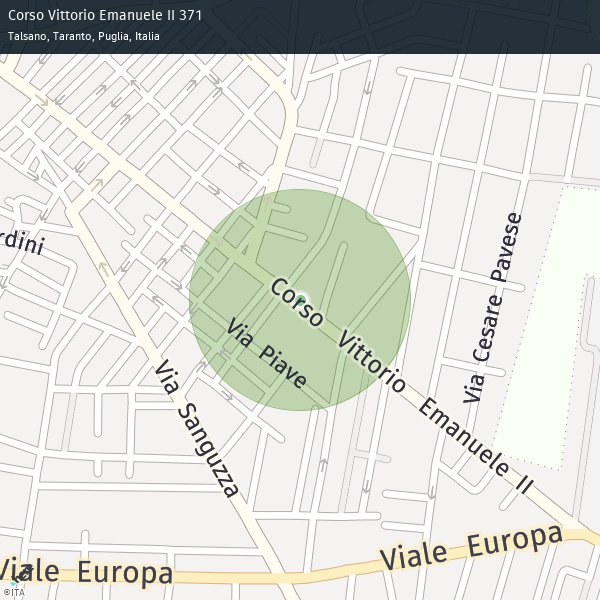 Corso Vittorio Emanuele II 371
Talsano, Taranto, Puglia, Italia
rdini
Via Cesare Pavese
Corso Vittorio Emanuele II
Via Piave
Via Sanguzza
Viale Europa
Viale Europa
©ITA